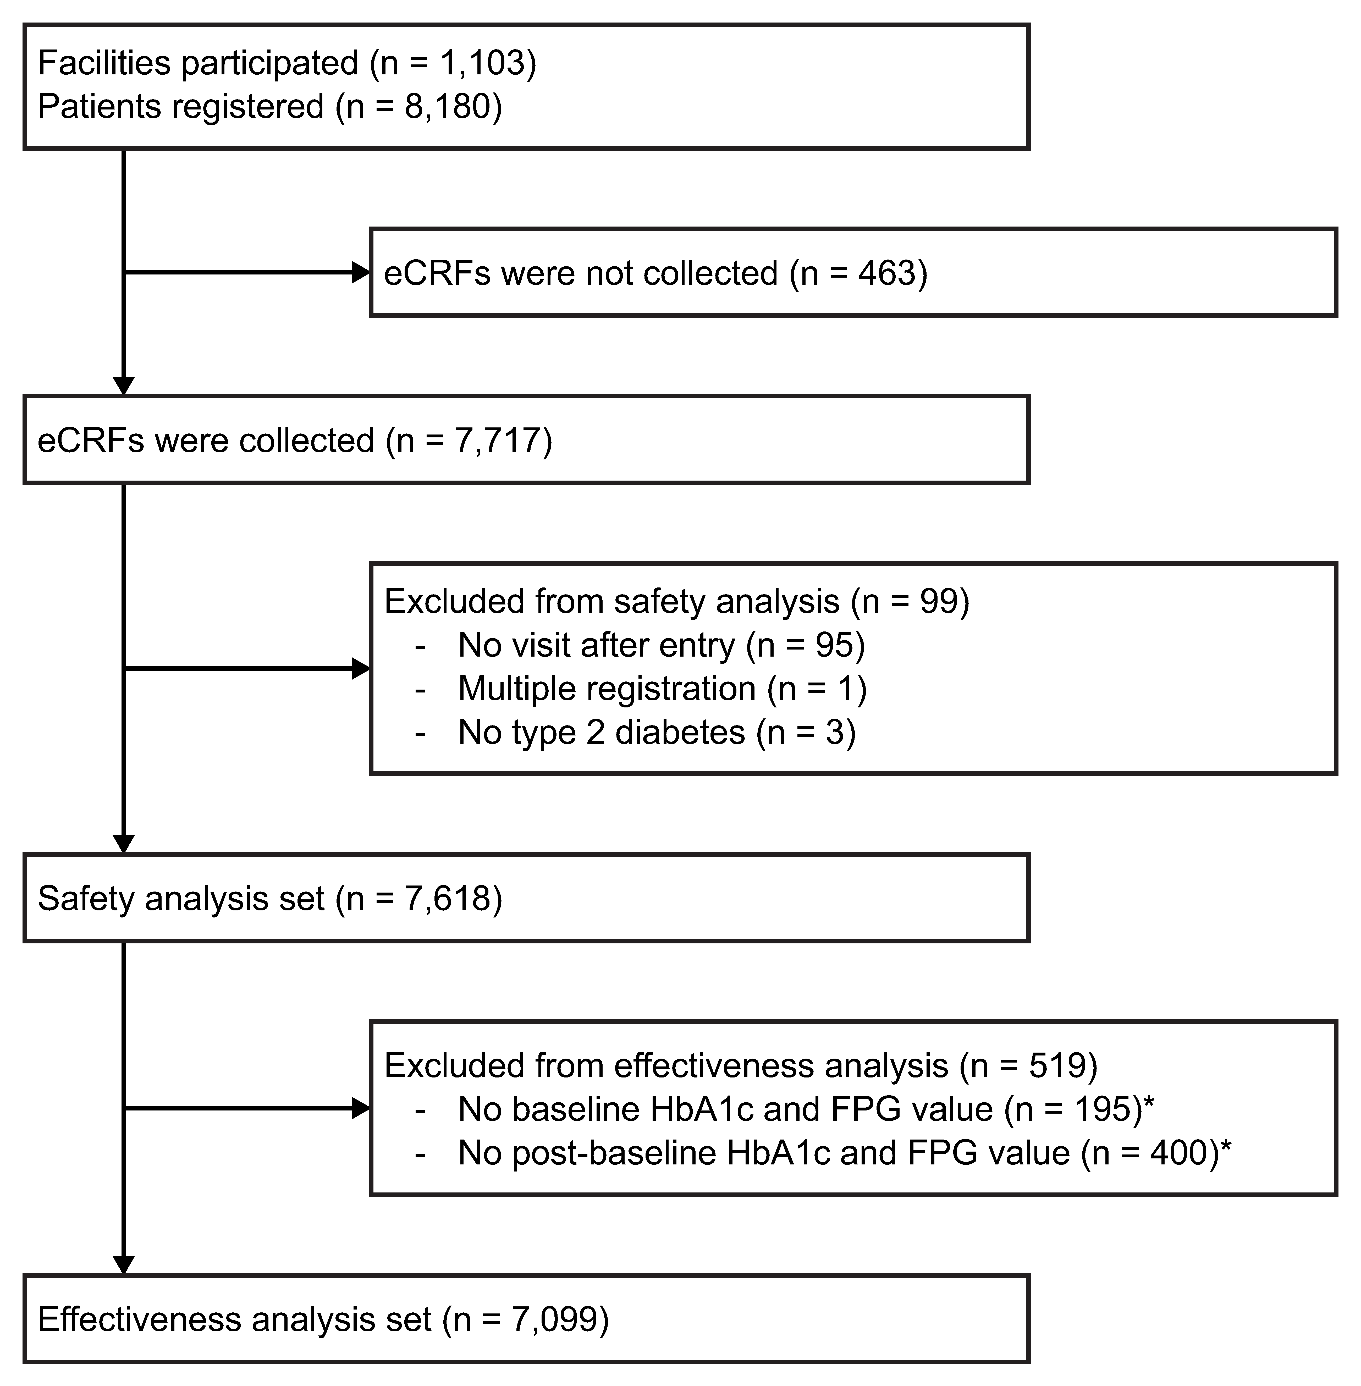 Facilities participated (n = 1,103)
Patients registered (n = 8,180)
eCRFs were not collected (n = 463)
eCRFs were collected (n = 7,717)
Excluded from safety analysis (n = 99)
- No visit after entry (n = 95)
- Multiple registration (n = 1)
- No type 2 diabetes (n = 3)
Safety analysis set (n = 7,618)
Excluded from effectiveness analysis (n = 519)
- No baseline HbA1c and FPG value (n = 195)*
- No post-baseline HbA1c and FPG value (n = 400)*
Effectiveness analysis set (n = 7,099)